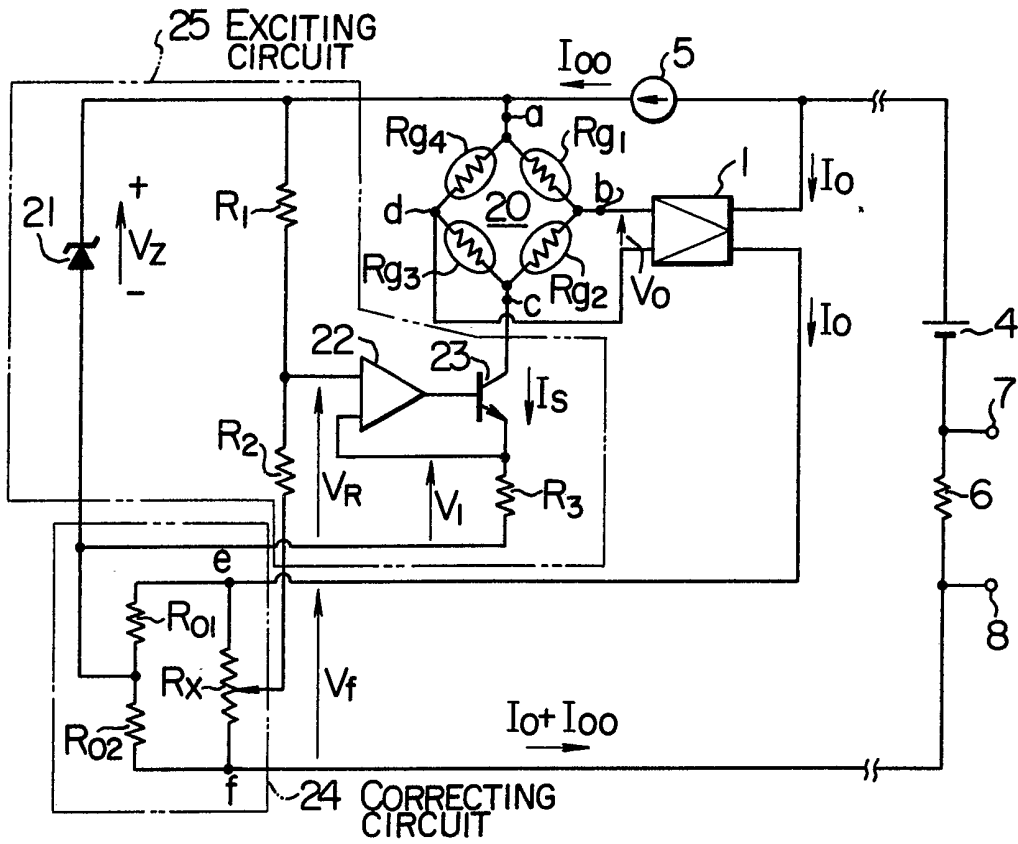 25 EXCITING
CIRCUIT
I00
5
a
Rg4
Rg1
1
I0
+
21
VZ
−
R1
d
20
b
Rg3
Rg2
V0
c
I0
4
22
23
IS
7
R2
VR
V1
R3
6
e
R01
8
RX
Vf
R02
I0+I00
f
24 CORRECTING
CIRCUIT